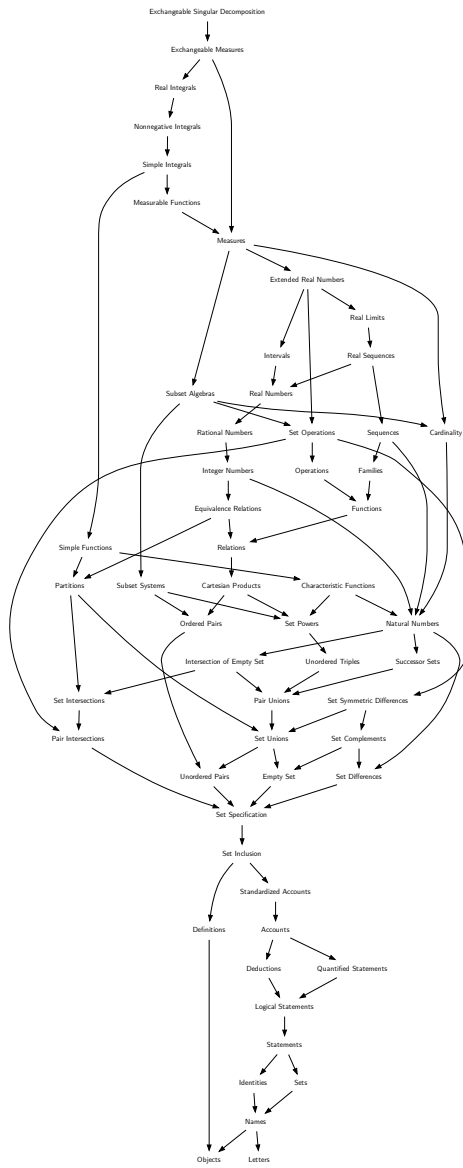 Exchangeable Singular Decomposition
Exchangeable Measures
Real Integrals
Nonnegative Integrals
Simple Integrals
Measurable Functions
Measures
Extended Real Numbers
Real Limits
Intervals
Real Sequences
Subset Algebras
Real Numbers
Rational Numbers
Set Operations
Sequences
Cardinality
Integer Numbers
Operations
Families
Equivalence Relations
Functions
Simple Functions
Relations
Partitions
Subset Systems
Cartesian Products
Characteristic Functions
Ordered Pairs
Set Powers
Natural Numbers
Intersection of Empty Set
Unordered Triples
Successor Sets
Set Intersections
Pair Unions
Set Symmetric Differences
Pair Intersections
Set Unions
Set Complements
Unordered Pairs
Empty Set
Set Differences
Set Specification
Set Inclusion
Standardized Accounts
Definitions
Accounts
Deductions
Quantified Statements
Logical Statements
Statements
Identities
Sets
Names
Objects
Letters